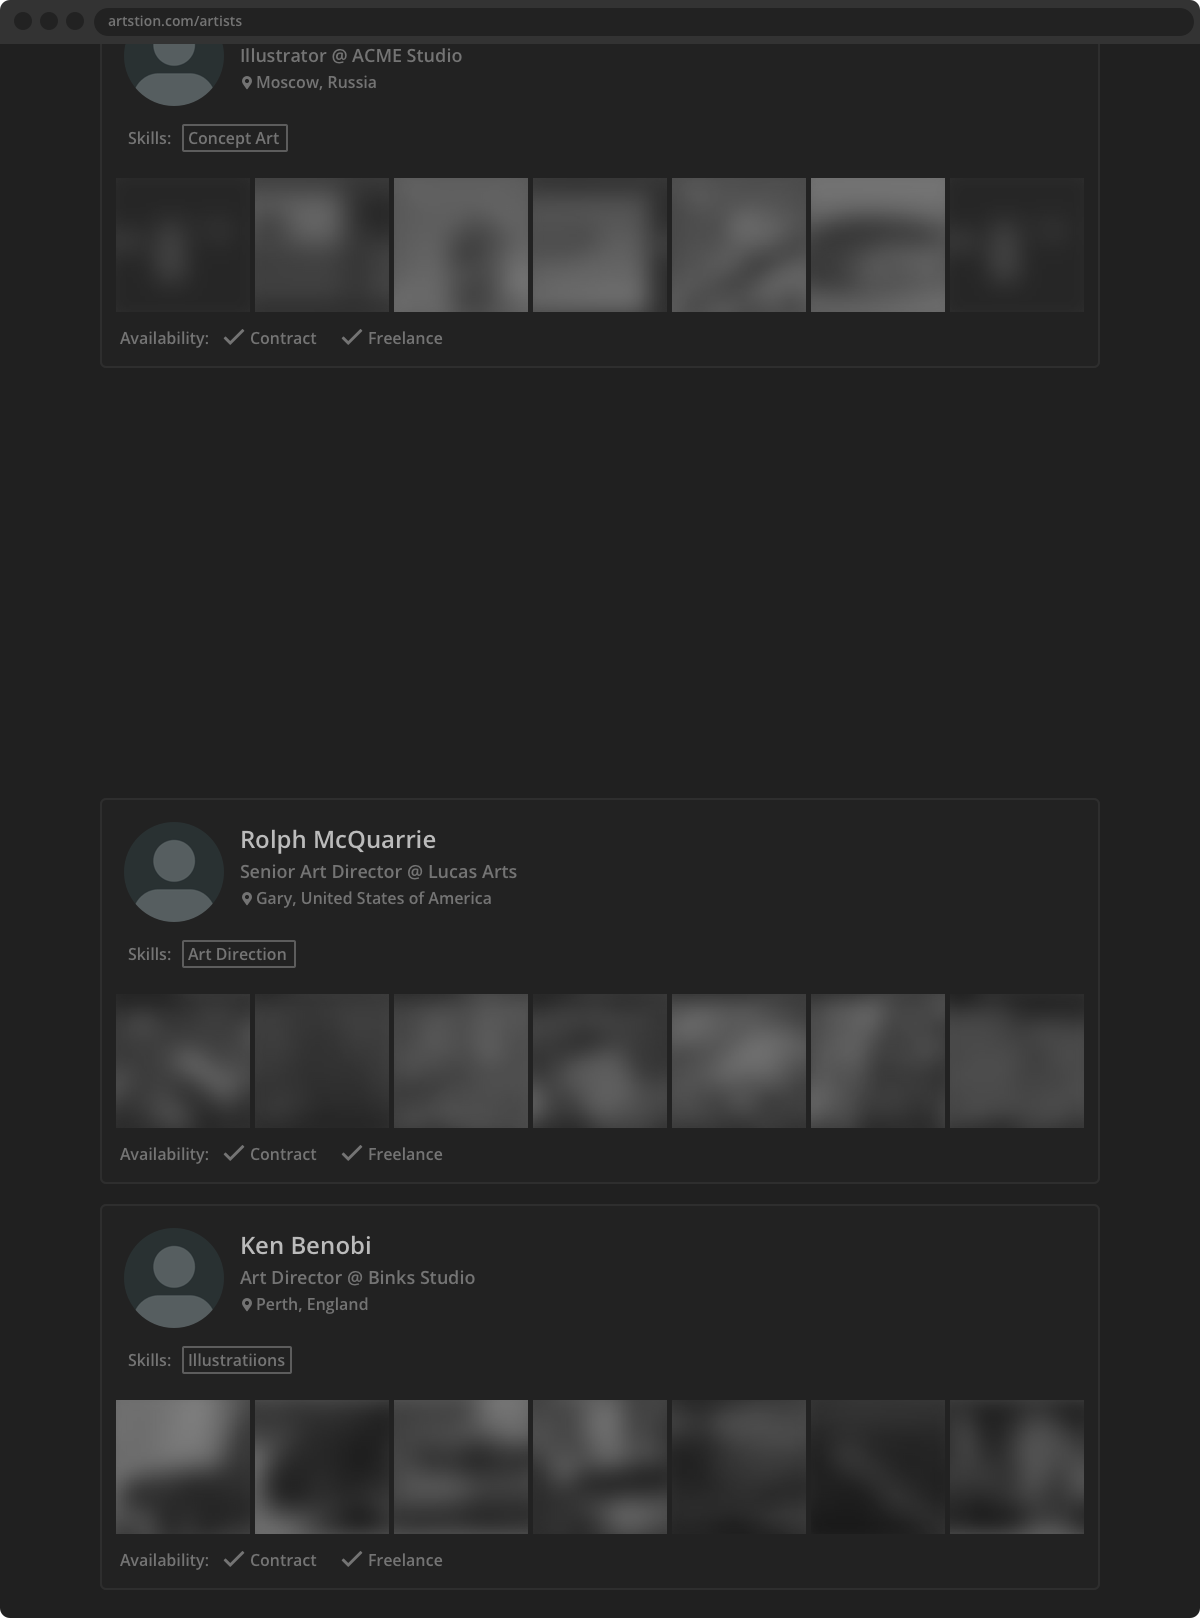 artstion.com/artists
Illustrator @ ACME Studio
Moscow, Russia
Skills: Concept Art
Availability: Contract Freelance
Rolph McQuarrie
Senior Art Director @ Lucas Arts
Gary, United States of America
Skills: Art Direction
Availability: Contract Freelance
Ken Benobi
Art Director @ Binks Studio
Perth, England
Skills: Illustratiions
Availability: Contract Freelance